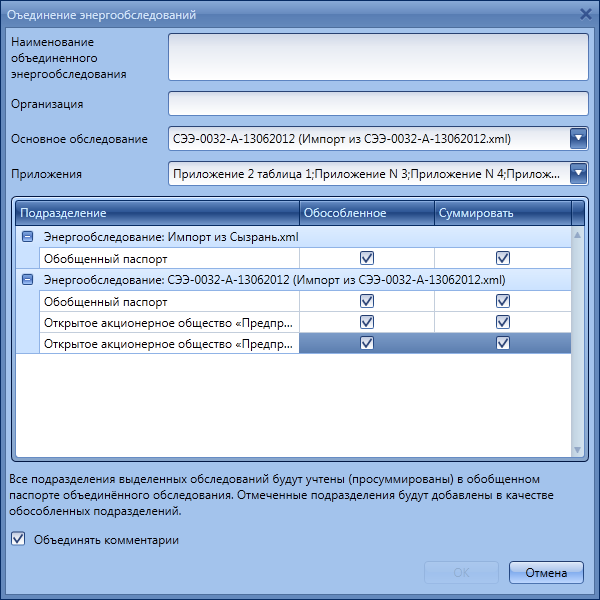 Оъединение энергообследований
Наименование
объединенного
энергообследования
Организация
Основное обследование СЭЭ-0032-А-13062012 (Импорт из СЭЭ-0032-А-13062012.xml)
Приложения Приложение 2 таблица 1;Приложение N 3;Приложение N 4;Прилож...
Подразделение Обособленное Суммировать
Энергообследование: Импорт из Сызрань.xml
Обобщенный паспорт
Энергообследование: СЭЭ-0032-А-13062012 (Импорт из СЭЭ-0032-А-13062012.xml)
Обобщенный паспорт
Открытое акционерное общество «Предпр...
Открытое акционерное общество «Предпр...
Все подразделения выделенных обследований будут учтены (просуммированы) в обобщенном
паспорте объединённого обследования. Отмеченные подразделения будут добавлены в качестве
обособленных подразделений.
Объединять комментарии
ОК Отмена